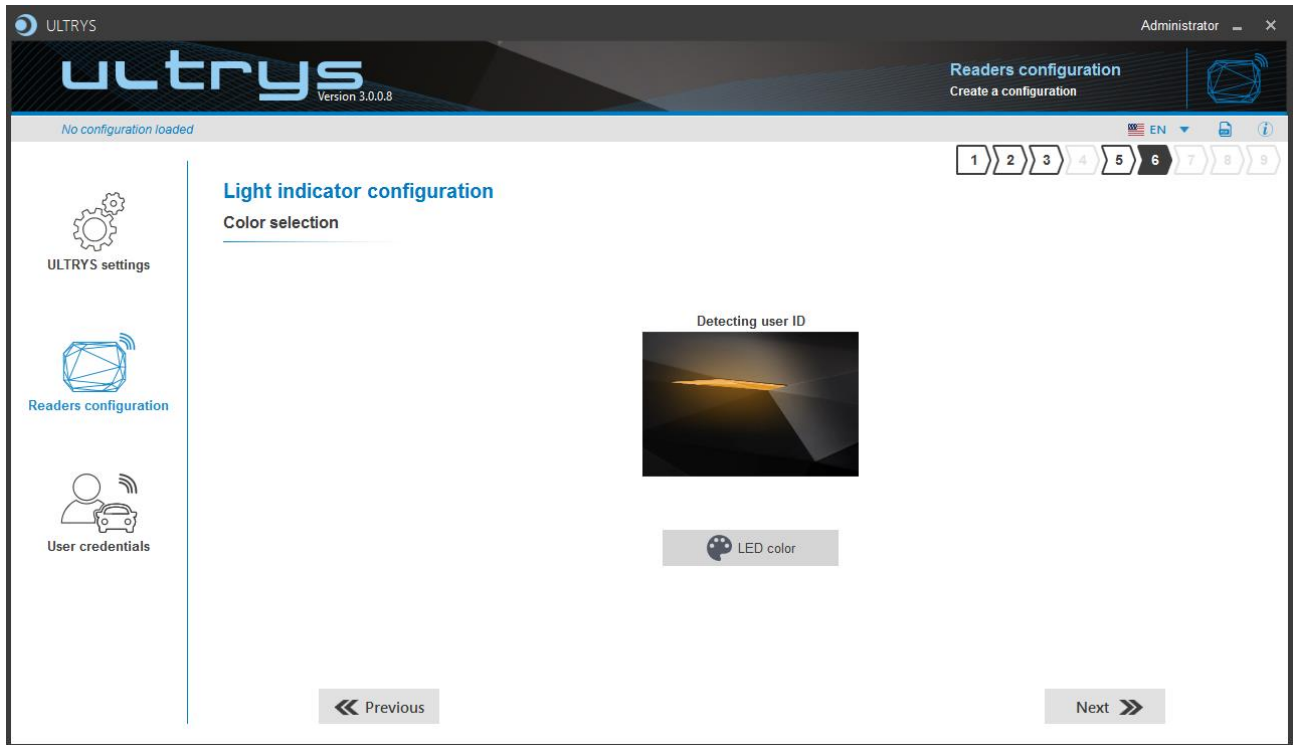 ULTRYS
Administrator
ultrys
Version 3.0.0.8
Readers configuration
Create a configuration
No configuration loaded
EN
1 2 3 4 5 6 7 8 9
Light indicator configuration
Color selection
ULTRYS settings
Detecting user ID
Readers configuration
LED color
User credentials
Previous
Next